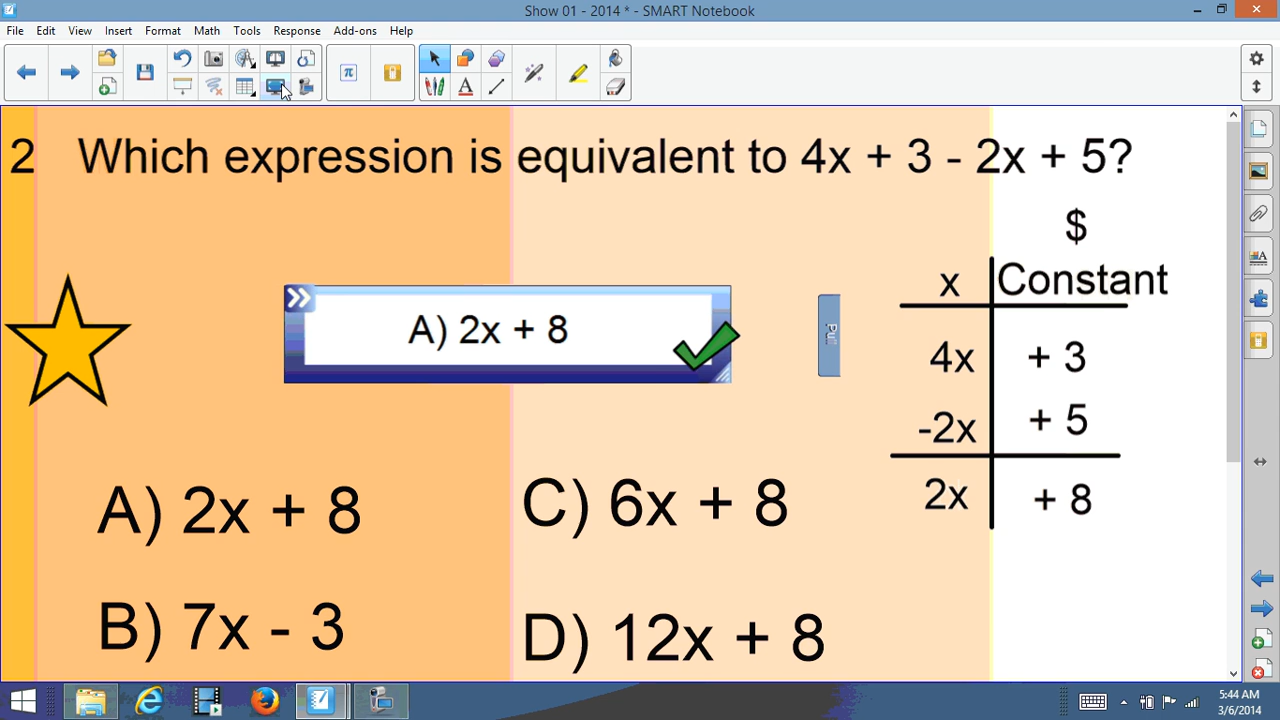 Show 01 - 2014 * - SMART Notebook
File Edit View Insert Format Math Tools Response Add-ons Help
π
A
2 Which expression is equivalent to 4x + 3 - 2x + 5?
$
x Constant
A) 2x + 8
Pull
4x + 3
-2x + 5
2x + 8
A) 2x + 8
C) 6x + 8
B) 7x - 3
D) 12x + 8
5:44 AM
3/6/2014